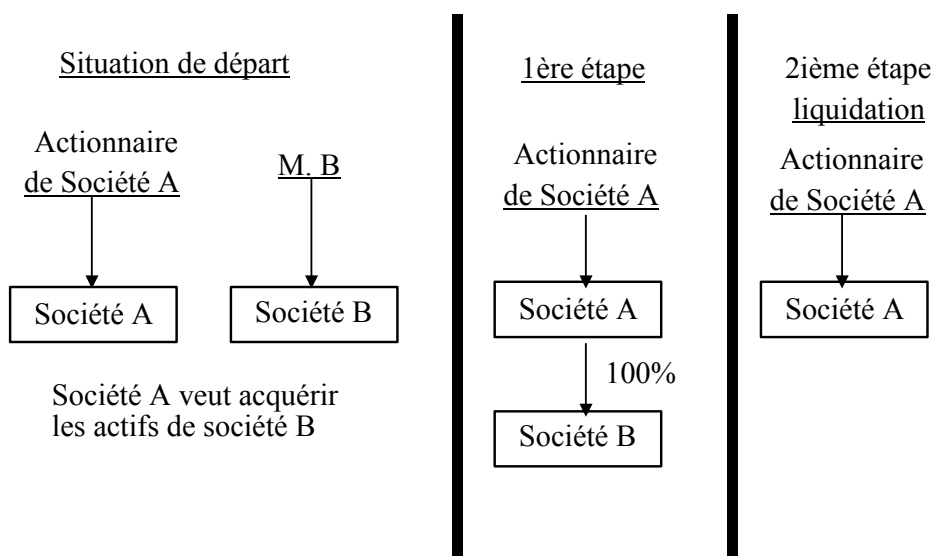 Situation de départ
Actionnaire
de Société A
M. B
Société A
Société B
Société A veut acquérir
les actifs de société B
1ère étape
Actionnaire
de Société A
Société A
100%
Société B
2ième étape
liquidation
Actionnaire
de Société A
Société A